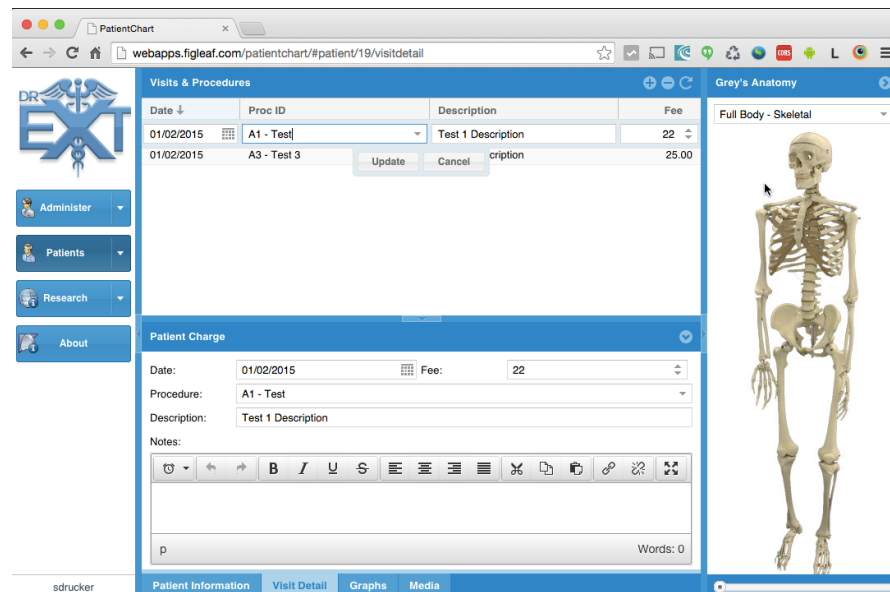 PatientChart
webapps.figleaf.com/patientchart/#patient/19/visitdetail
CORS
L
DR
EXT
Administer
Patients
Research
About
sdrucker
Visits & Procedures
Date ↓ Proc ID Description Fee
01/02/2015 A1 - Test Test 1 Description 22
01/02/2015 A3 - Test 3 cription 25.00
Update Cancel
Patient Charge
Date: 01/02/2015 Fee: 22
Procedure: A1 - Test
Description: Test 1 Description
Notes:
B I U S
p Words: 0
Patient Information Visit Detail Graphs Media
Grey's Anatomy
Full Body - Skeletal